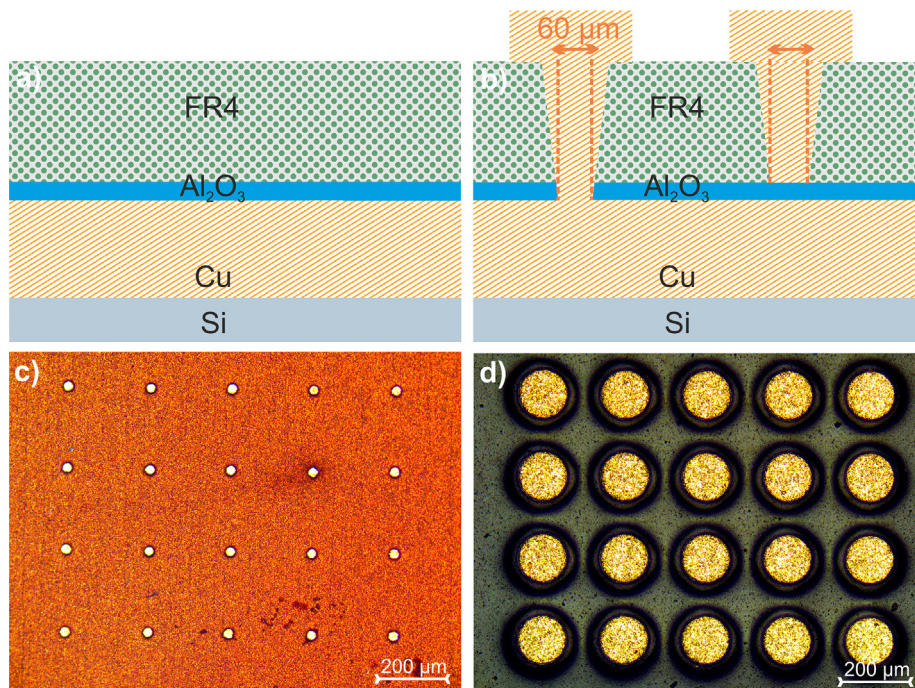 a)
FR4
Al₂O₃
Cu
Si
b)
60 µm
FR4
Al₂O₃
Cu
Si
c)
200 µm
d)
200 µm